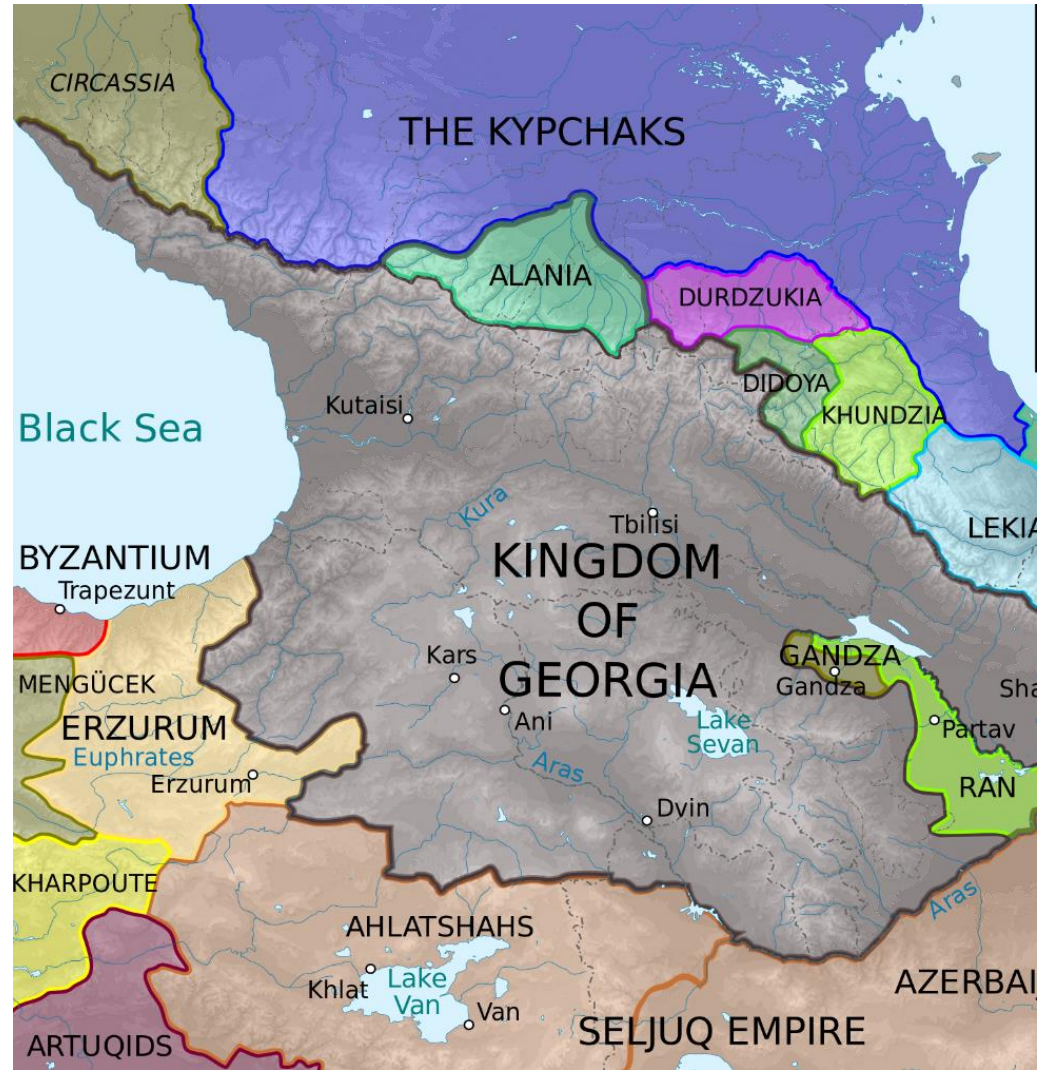 CIRCASSIA
THE KYPCHAKS
ALANIA
DURDZUKIA
DIDOYA
KHUNDZIA
Kutaisi
Black Sea
Kura
Tbilisi
LEKIA
KINGDOM
OF
GEORGIA
BYZANTIUM
Trapezunt
Kars
GANDZA
Gandza
MENGÜCEK
Sha
Ani
Lake
Sevan
Partav
ERZURUM
Euphrates
Erzurum
Aras
RAN
Dvin
KHARPOUTE
Aras
AHLATSHAHS
Khlat
Lake
Van
Van
AZERBAIJ
SELJUQ EMPIRE
ARTUQIDS